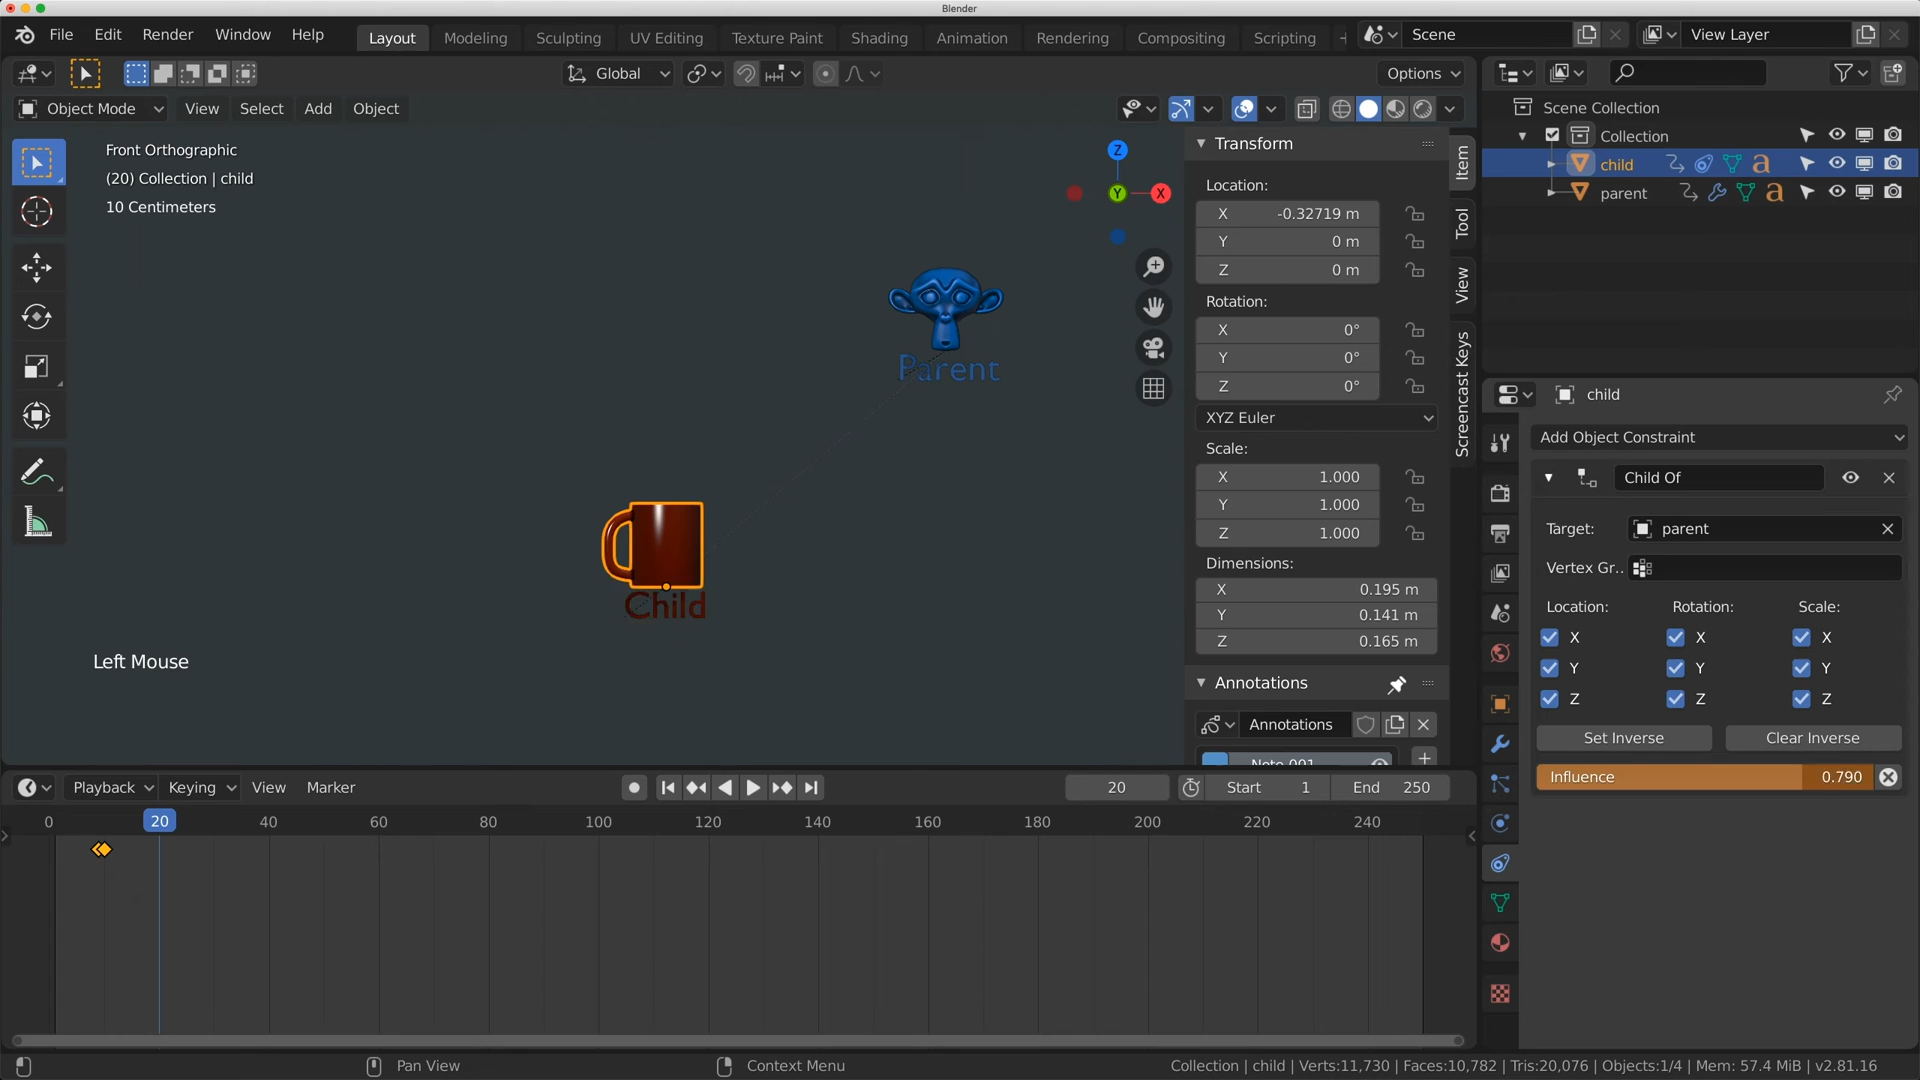 Blender
File Edit Render Window Help Layout Modeling Sculpting UV Editing Texture Paint Shading Animation Rendering Compositing Scripting Scene View Layer
Global Options
Object Mode View Select Add Object
Front Orthographic
(20) Collection | child
10 Centimeters
Z
Y
X
Parent
Child
Left Mouse
Transform
Location:
X -0.32719 m
Y 0 m
Z 0 m
Rotation:
X 0°
Y 0°
Z 0°
XYZ Euler
Scale:
X 1.000
Y 1.000
Z 1.000
Dimensions:
X 0.195 m
Y 0.141 m
Z 0.165 m
Annotations
Annotations
Note.001
Item
Tool
View
Screencast Keys
Scene Collection
Collection
child
parent
child
Add Object Constraint
Child Of
Target: parent
Vertex Gr..
Location: Rotation: Scale:
X X X
Y Y Y
Z Z Z
Set Inverse Clear Inverse
Influence 0.790
Playback Keying View Marker 20 Start 1 End 250
0 20 40 60 80 100 120 140 160 180 200 220 240
Pan View Context Menu Collection | child | Verts:11,730 | Faces:10,782 | Tris:20,076 | Objects:1/4 | Mem: 57.4 MiB | v2.81.16